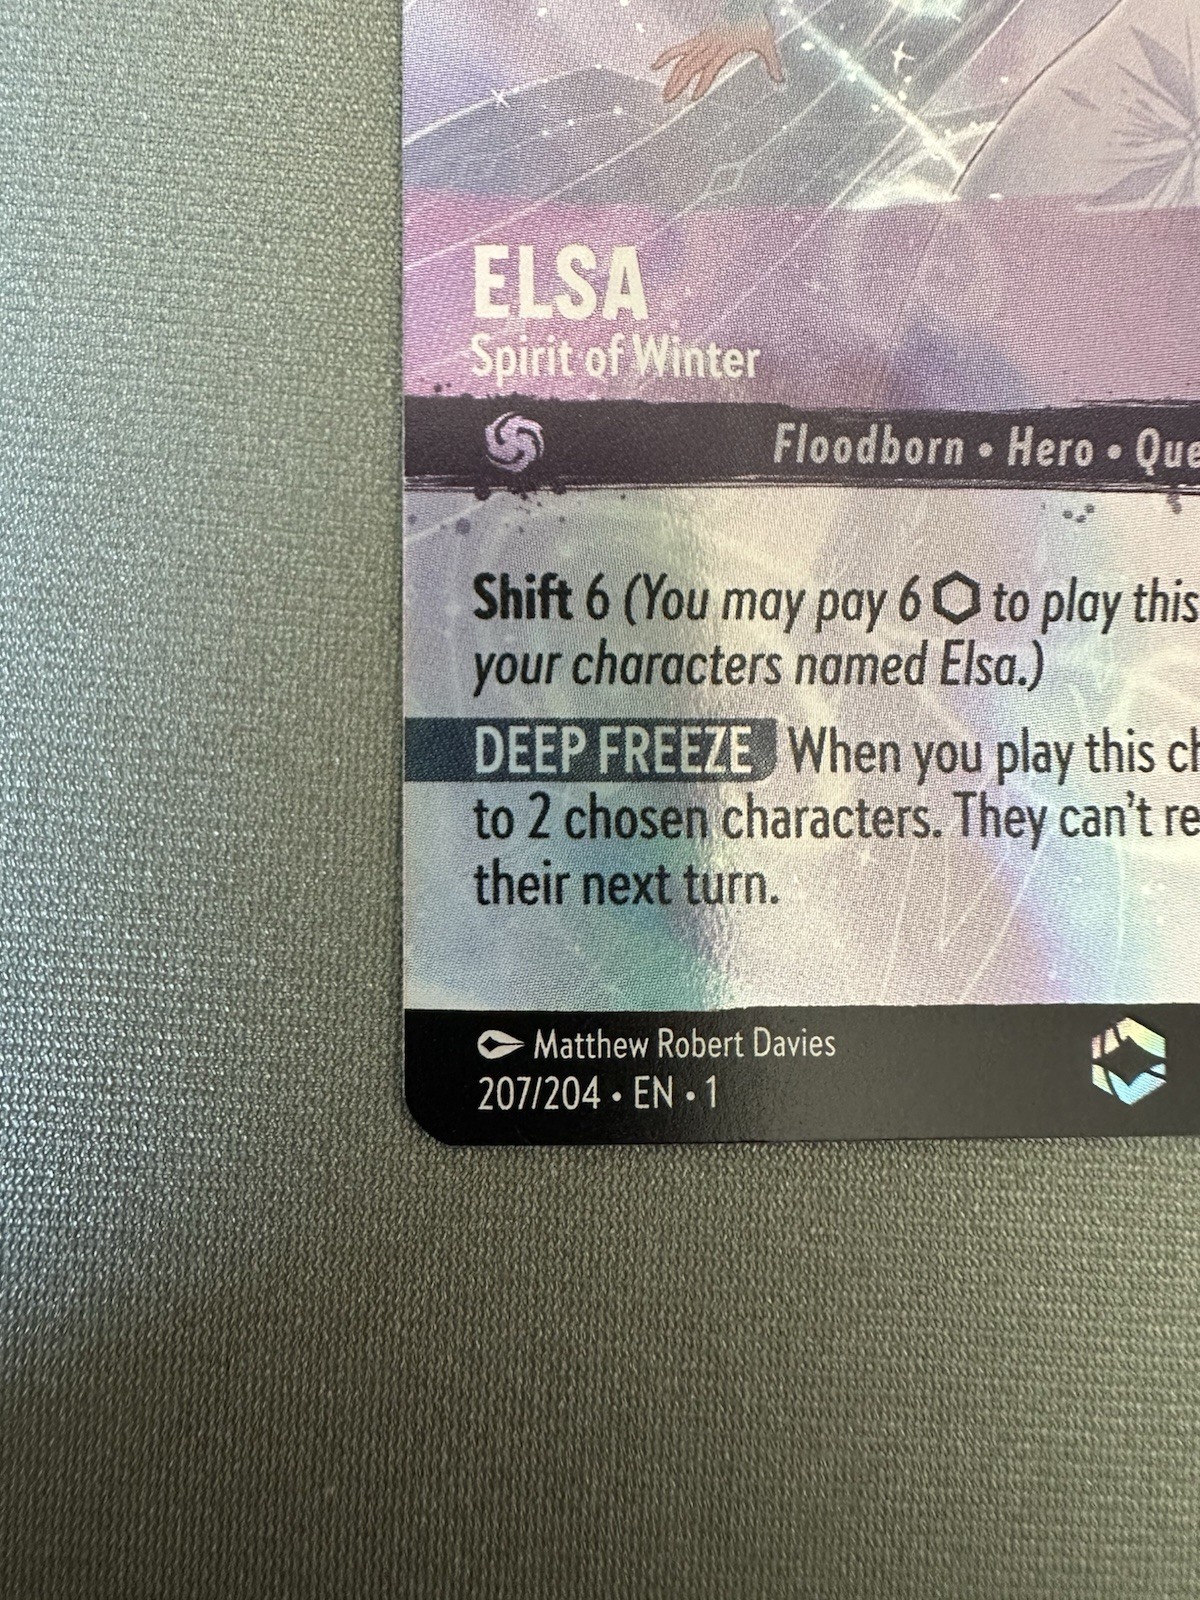 ELSA
Spirit of Winter
Floodborn • Hero • Que
Shift 6 (You may pay 6 ⬡ to play this
your characters named Elsa.)
DEEP FREEZE When you play this ch
to 2 chosen characters. They can't re
their next turn.
Matthew Robert Davies
207/204 • EN • 1